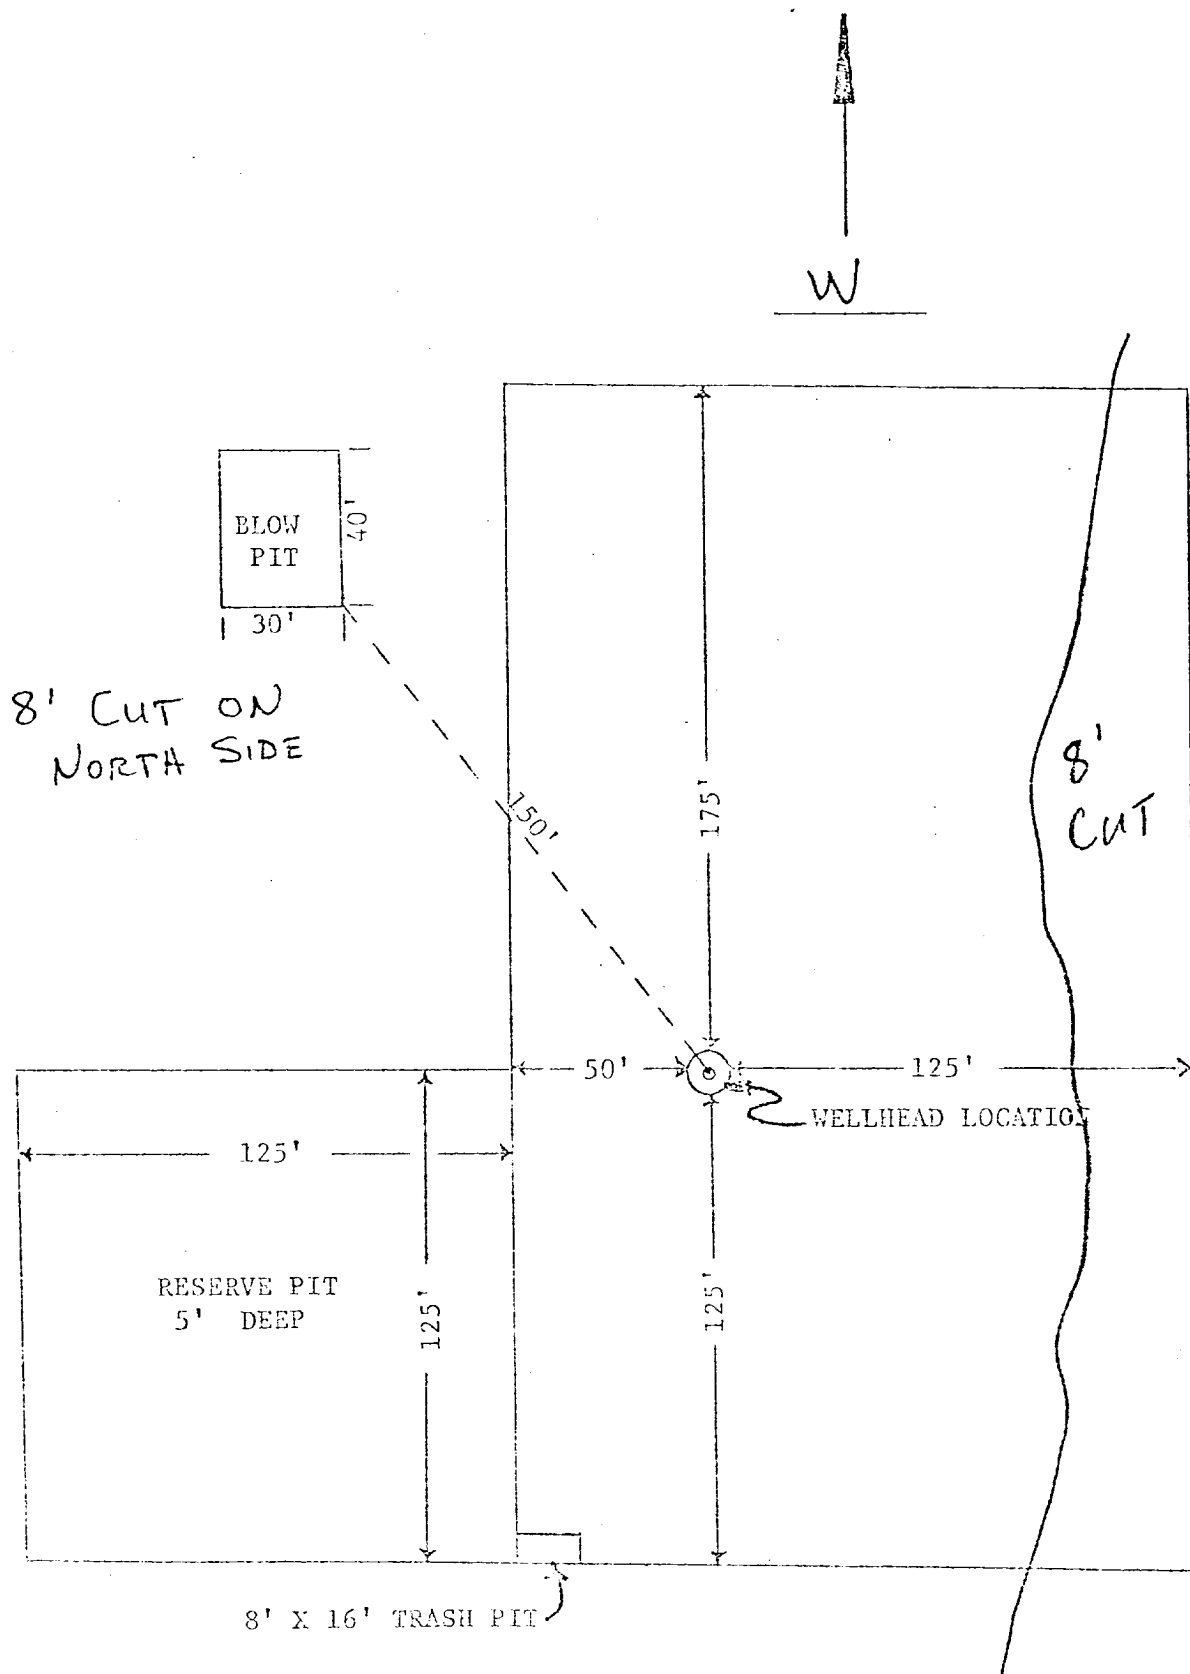 W
BLOW
PIT
40'
30'
8' CUT ON
NORTH SIDE
150'
175'
8'
CUT
50'
125'
WELLHEAD LOCATION
125'
RESERVE PIT
5' DEEP
125'
125'
8' X 16' TRASH PIT